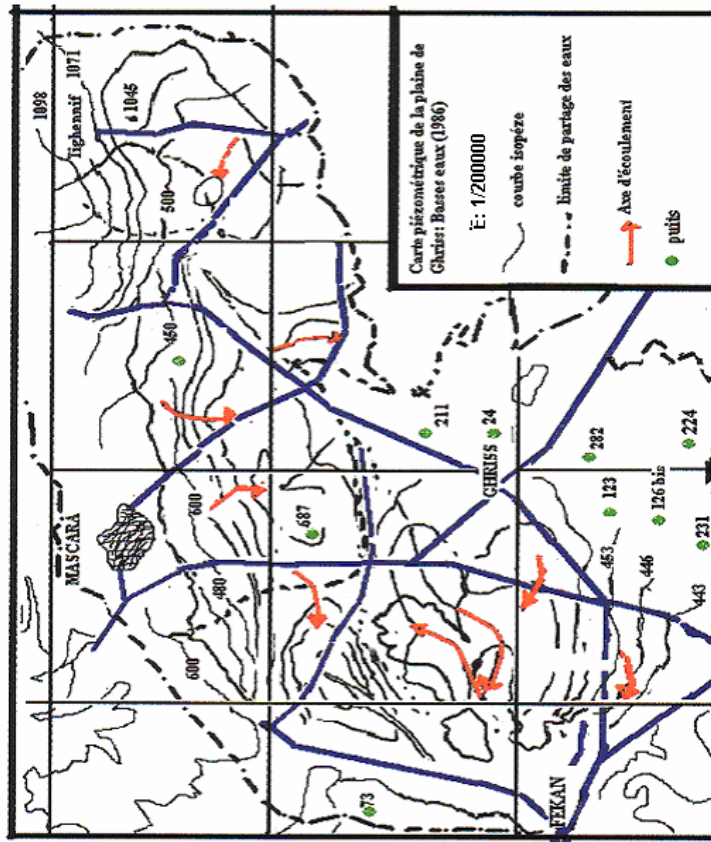 Carte piézométrique de la plaine de
Ghriss: Basses eaux (1986)
E: 1/200000
courbe isopèze
limite de partage des eaux
Axe d'écoulement
puits
1098
1071
Tighennif
1045
500
450
MASCARA
600
480
600
687
211
24
GHRISS
282
224
123
126 bis
231
453
446
443
73
FEKAN